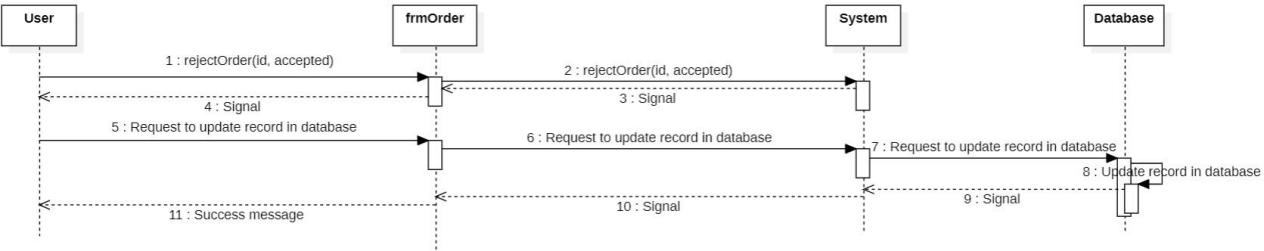 User
frmOrder
System
Database
1 : rejectOrder(id, accepted)
2 : rejectOrder(id, accepted)
3 : Signal
4 : Signal
5 : Request to update record in database
6 : Request to update record in database
7 : Request to update record in database
8 : Update record in database
9 : Signal
10 : Signal
11 : Success message